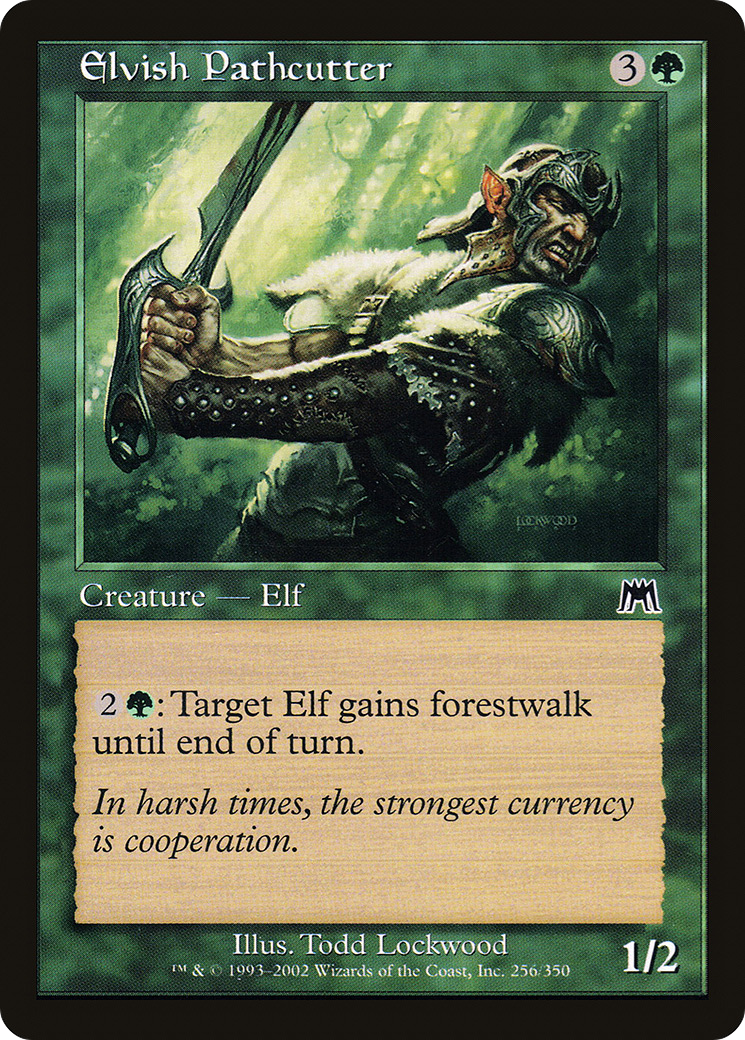 Elvish Pathcutter
3
LOCKWOOD
Creature — Elf
2 : Target Elf gains forestwalk
until end of turn.
In harsh times, the strongest currency
is cooperation.
Illus. Todd Lockwood
™ & © 1993–2002 Wizards of the Coast, Inc. 256/350
1/2